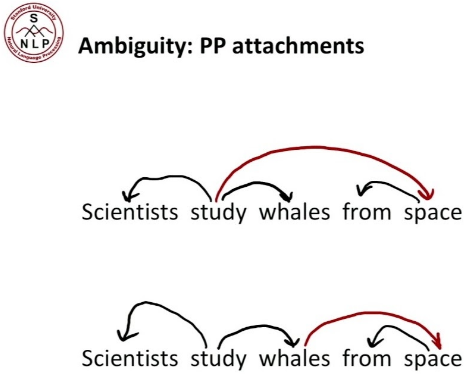 Stanford University
S
NLP
Natural Language Processing
Ambiguity: PP attachments
Scientists study whales from space
Scientists study whales from space